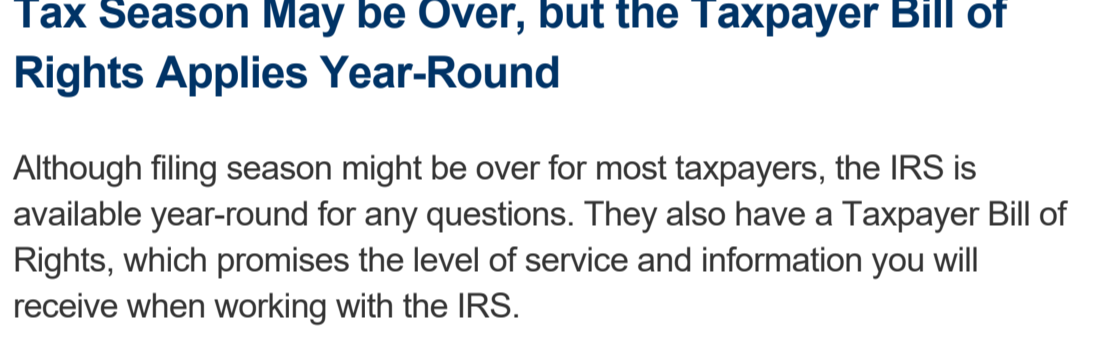 Tax Season May be Over, but the Taxpayer Bill of
Rights Applies Year-Round
Although filing season might be over for most taxpayers, the IRS is
available year-round for any questions. They also have a Taxpayer Bill of
Rights, which promises the level of service and information you will
receive when working with the IRS.